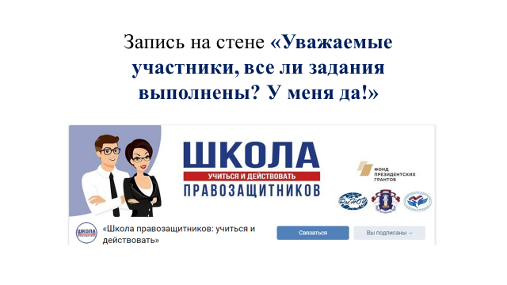 Запись на стене «Уважаемые
участники, все ли задания
выполнены? У меня да!»
ШКОЛА
УЧИТЬСЯ И ДЕЙСТВОВАТЬ
ПРАВОЗАЩИТНИКОВ
ФОНД
ПРЕЗИДЕНТСКИХ
ГРАНТОВ
ШКОЛА
«Школа правозащитников: учиться и
действовать»
Связаться
Вы подписаны